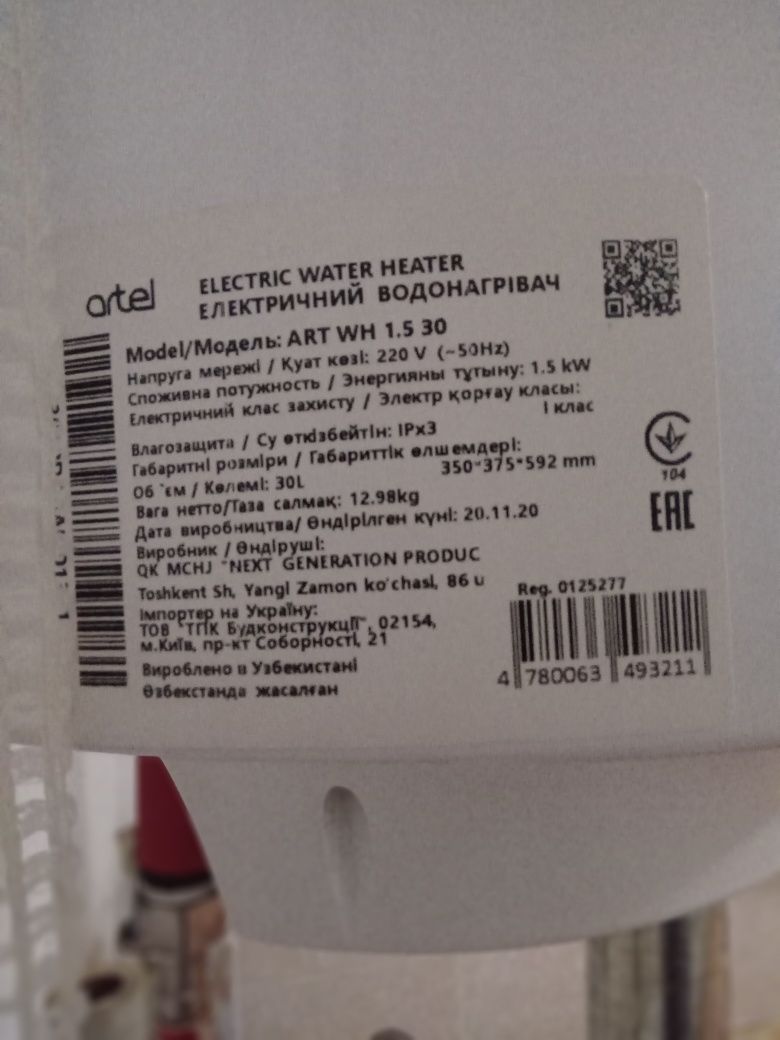 artel
ELECTRIC WATER HEATER
ЕЛЕКТРИЧНИЙ ВОДОНАГРІВАЧ
Model/Модель: ART WH 1.5 30
Напруга мережі / Қуат көзі: 220 V (~50Hz)
Споживна потужность / Энергияны тұтыну: 1.5 kW
Електричний клас захисту / Электр қорғау класы:
I клас
Влагозащита / Су өткізбейтін: IPx3
Габаритні розміри / Габариттік өлшемдері:
350*375*592 mm
Об`єм / Көлемі: 30L
Вага нетто/Таза салмақ: 12.98kg
Дата виробництва/ Өндірілген күні: 20.11.20
Виробник / Өндіруші:
QK MCHJ "NEXT GENERATION PRODUC
Toshkent Sh, Yangi Zamon ko'chasi, 86 u
Імпортер на Україну:
ТОВ "ТПК Будконструкції", 02154,
м.Київ, пр-кт Соборності, 21
Вироблено в Узбекистані
Өзбекстанда жасалған
104
EAC
Reg. 0125277
4 780063 493211